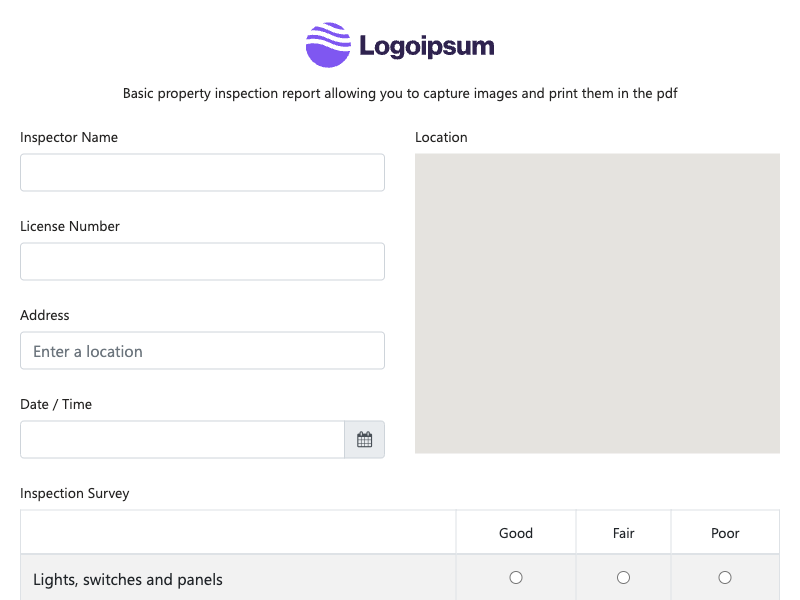 Logoipsum
Basic property inspection report allowing you to capture images and print them in the pdf
Inspector Name
License Number
Address
Enter a location
Date / Time
Location
Inspection Survey
Good Fair Poor
Lights, switches and panels